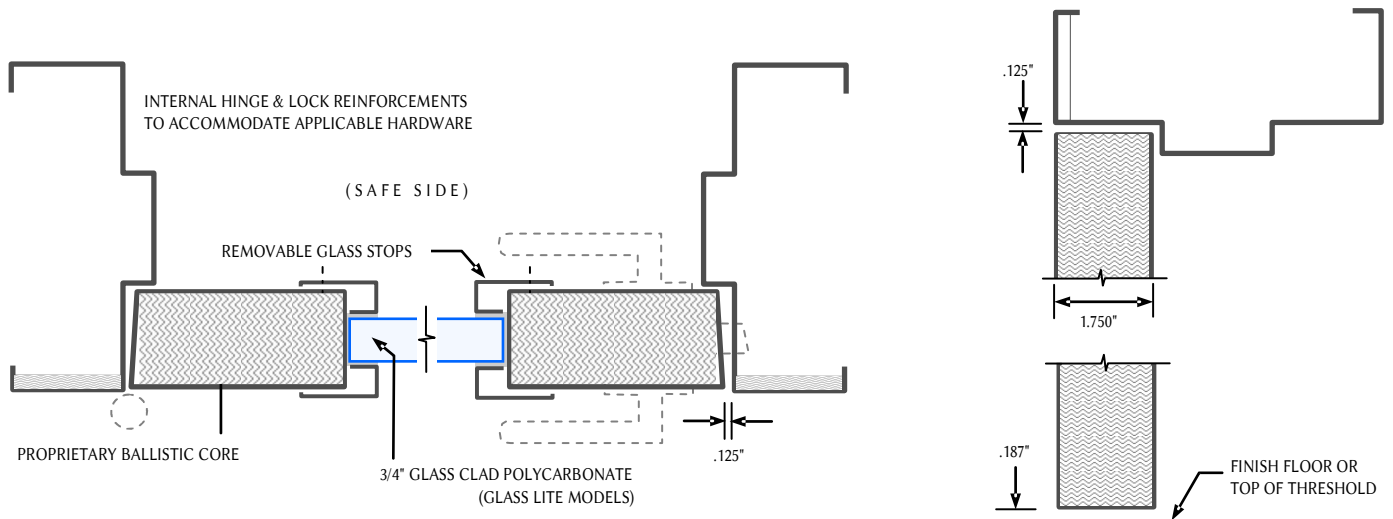 INTERNAL HINGE & LOCK REINFORCEMENTS
TO ACCOMMODATE APPLICABLE HARDWARE
(SAFE SIDE)
REMOVABLE GLASS STOPS
PROPRIETARY BALLISTIC CORE
3/4" GLASS CLAD POLYCARBONATE
(GLASS LITE MODELS)
.125"
.125"
1.750"
.187"
FINISH FLOOR OR
TOP OF THRESHOLD